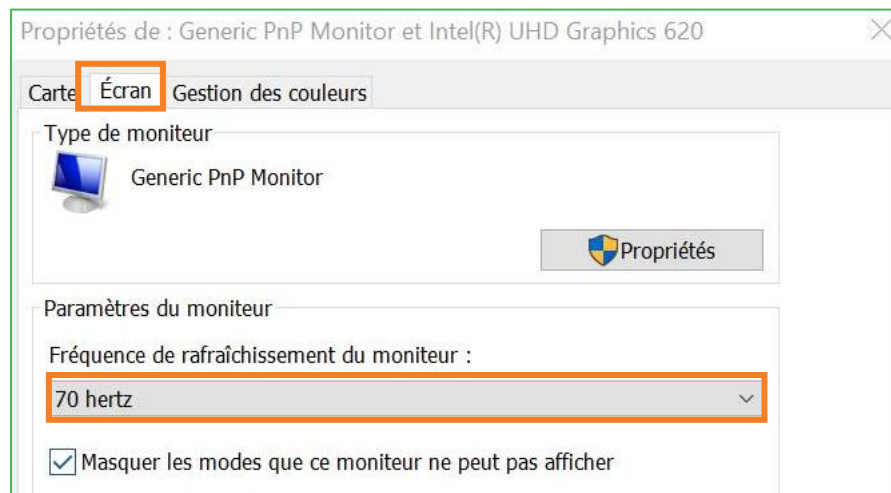 Propriétés de : Generic PnP Monitor et Intel(R) UHD Graphics 620
Carte Écran Gestion des couleurs
Type de moniteur
Generic PnP Monitor
Propriétés
Paramètres du moniteur
Fréquence de rafraîchissement du moniteur :
70 hertz
Masquer les modes que ce moniteur ne peut pas afficher